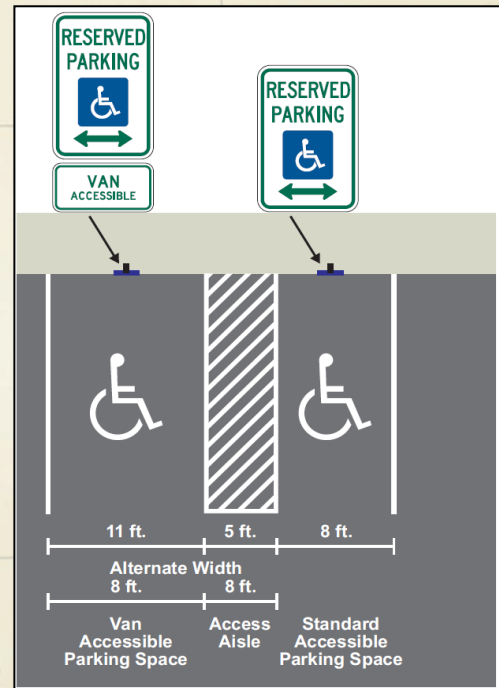 RESERVED
PARKING
VAN
ACCESSIBLE
RESERVED
PARKING
11 ft. 5 ft. 8 ft.
Alternate Width
8 ft. 8 ft.
Van
Accessible
Parking Space
Access
Aisle
Standard
Accessible
Parking Space